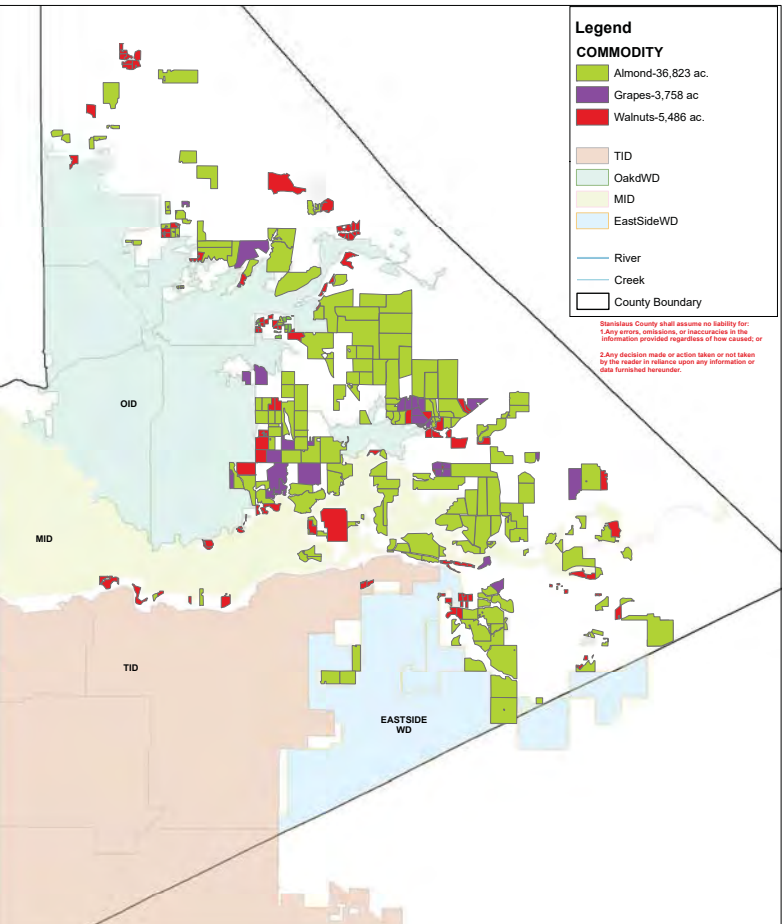 Legend
COMMODITY
Almond-36,823 ac.
Grapes-3,758 ac
Walnuts-5,486 ac.
TID
OakdWD
MID
EastSideWD
River
Creek
County Boundary
Stanislaus County shall assume no liability for:
1.Any errors, omissions, or inaccuracies in the
information provided regardless of how caused; or
2.Any decision made or action taken or not taken
by the reader in reliance upon any information or
data furnished hereunder.
OID
MID
TID
EASTSIDE
WD